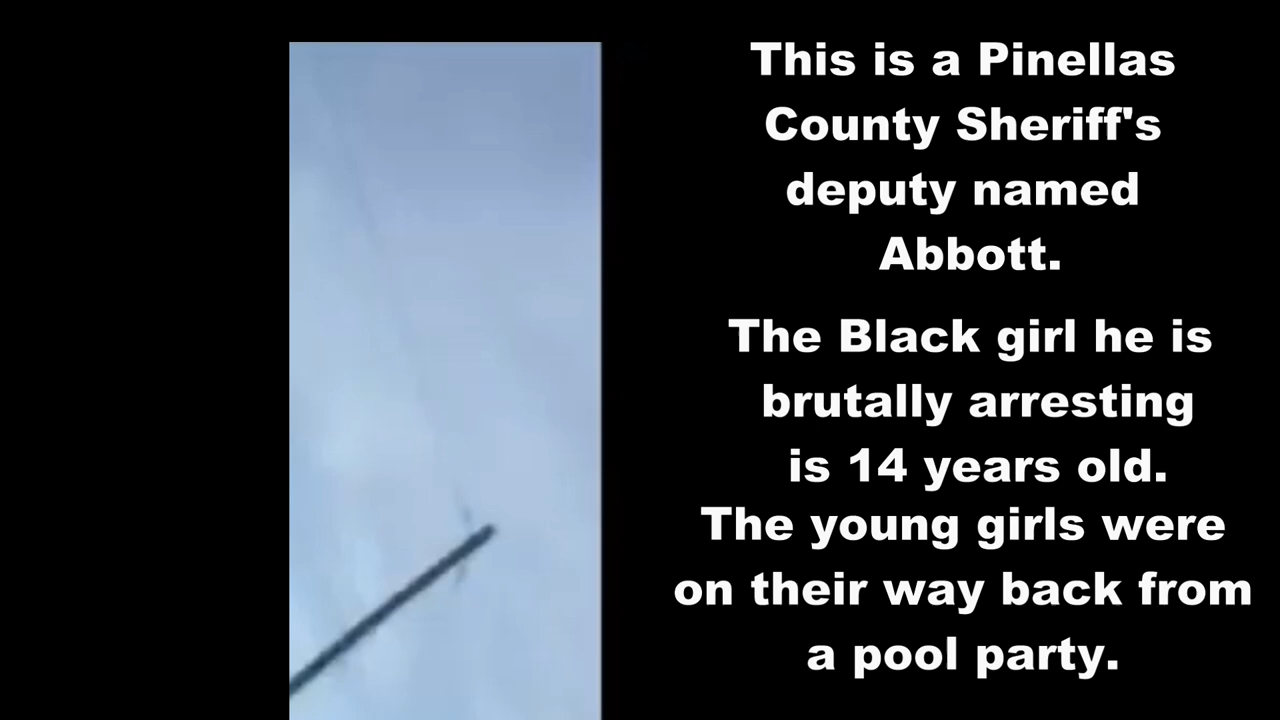 This is a Pinellas
County Sheriff's
deputy named
Abbott.
The Black girl he is
brutally arresting
is 14 years old.
The young girls were
on their way back from
a pool party.